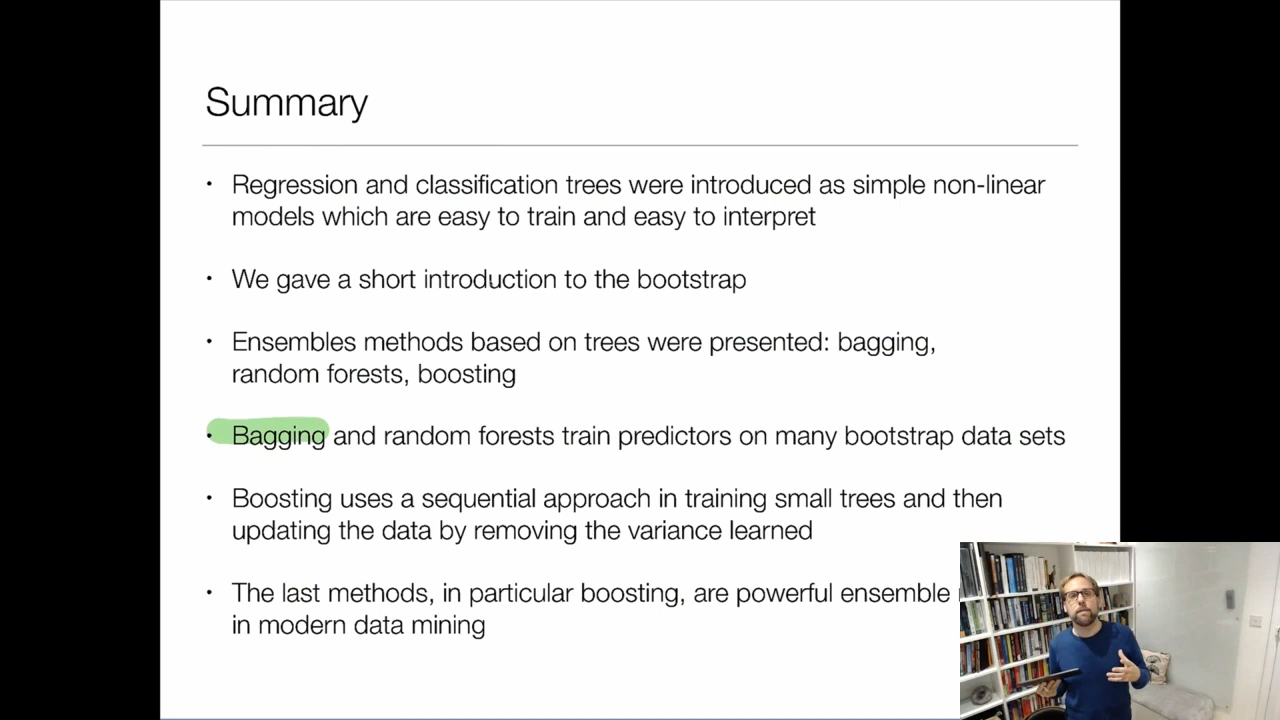 Summary
• Regression and classification trees were introduced as simple non-linear
models which are easy to train and easy to interpret
• We gave a short introduction to the bootstrap
• Ensembles methods based on trees were presented: bagging,
random forests, boosting
• Bagging and random forests train predictors on many bootstrap data sets
• Boosting uses a sequential approach in training small trees and then
updating the data by removing the variance learned
• The last methods, in particular boosting, are powerful ensemble
in modern data mining